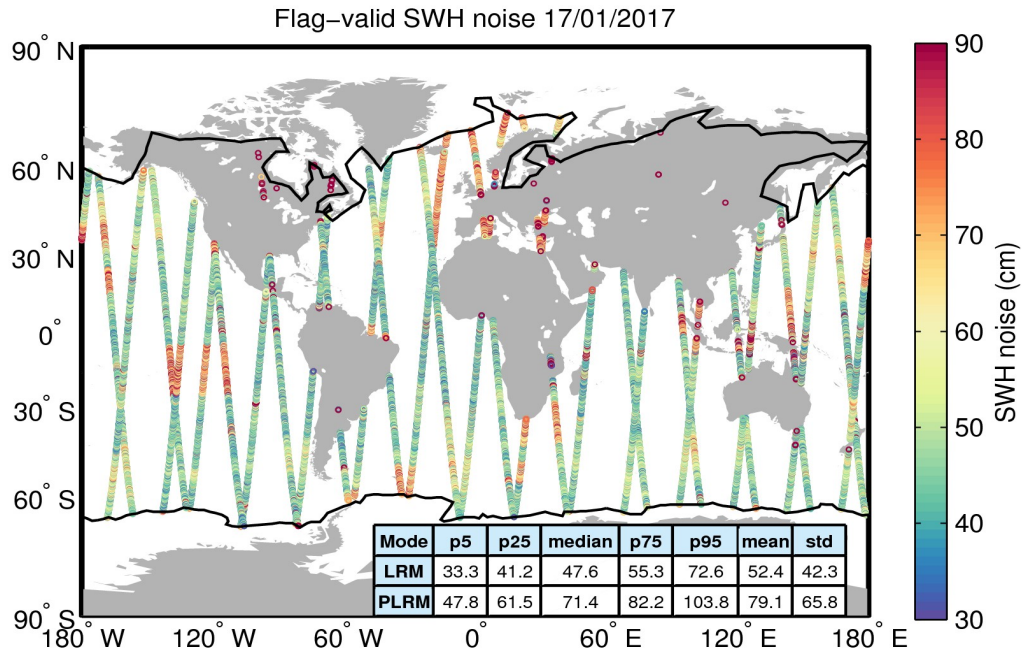 Flag−valid SWH noise 17/01/2017
90° N
60° N
30° N
0°
30° S
60° S
90° S
180° W
120° W
60° W
0°
60° E
120° E
180° E
Mode p5 p25 median p75 p95 mean std
LRM 33.3 41.2 47.6 55.3 72.6 52.4 42.3
PLRM 47.8 61.5 71.4 82.2 103.8 79.1 65.8
90
80
70
60
50
40
30
SWH noise (cm)